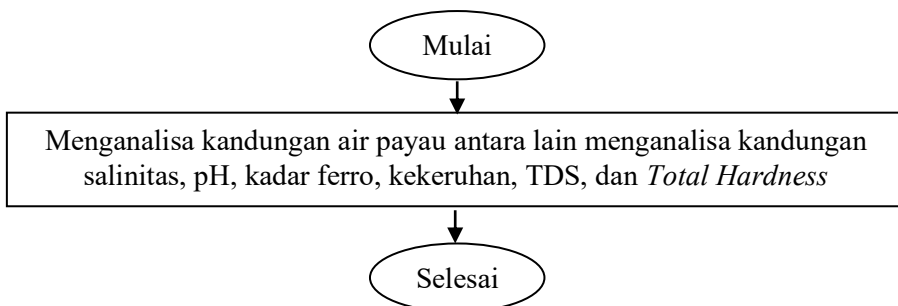 Mulai
Menganalisa kandungan air payau antara lain menganalisa kandungan
salinitas, pH, kadar ferro, kekeruhan, TDS, dan Total Hardness
Selesai